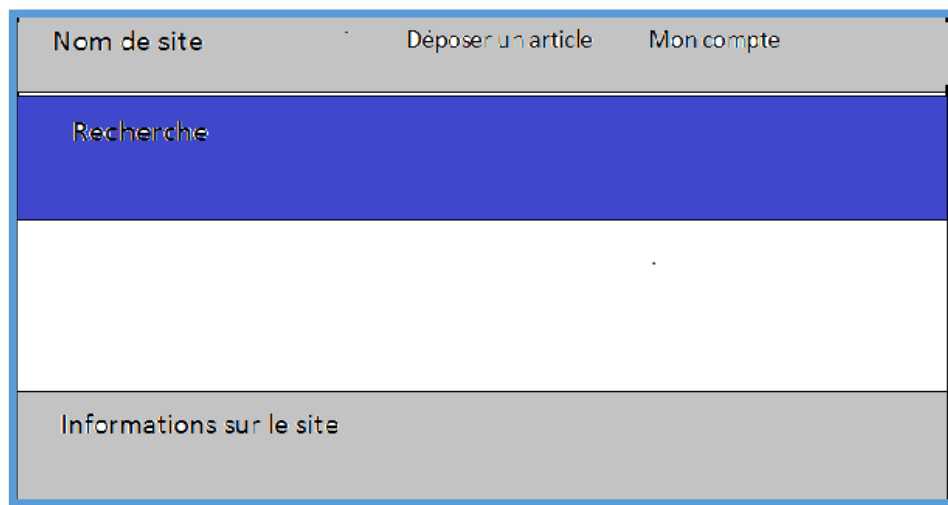 Nom de site Déposer un article Mon compte
Recherche
Informations sur le site